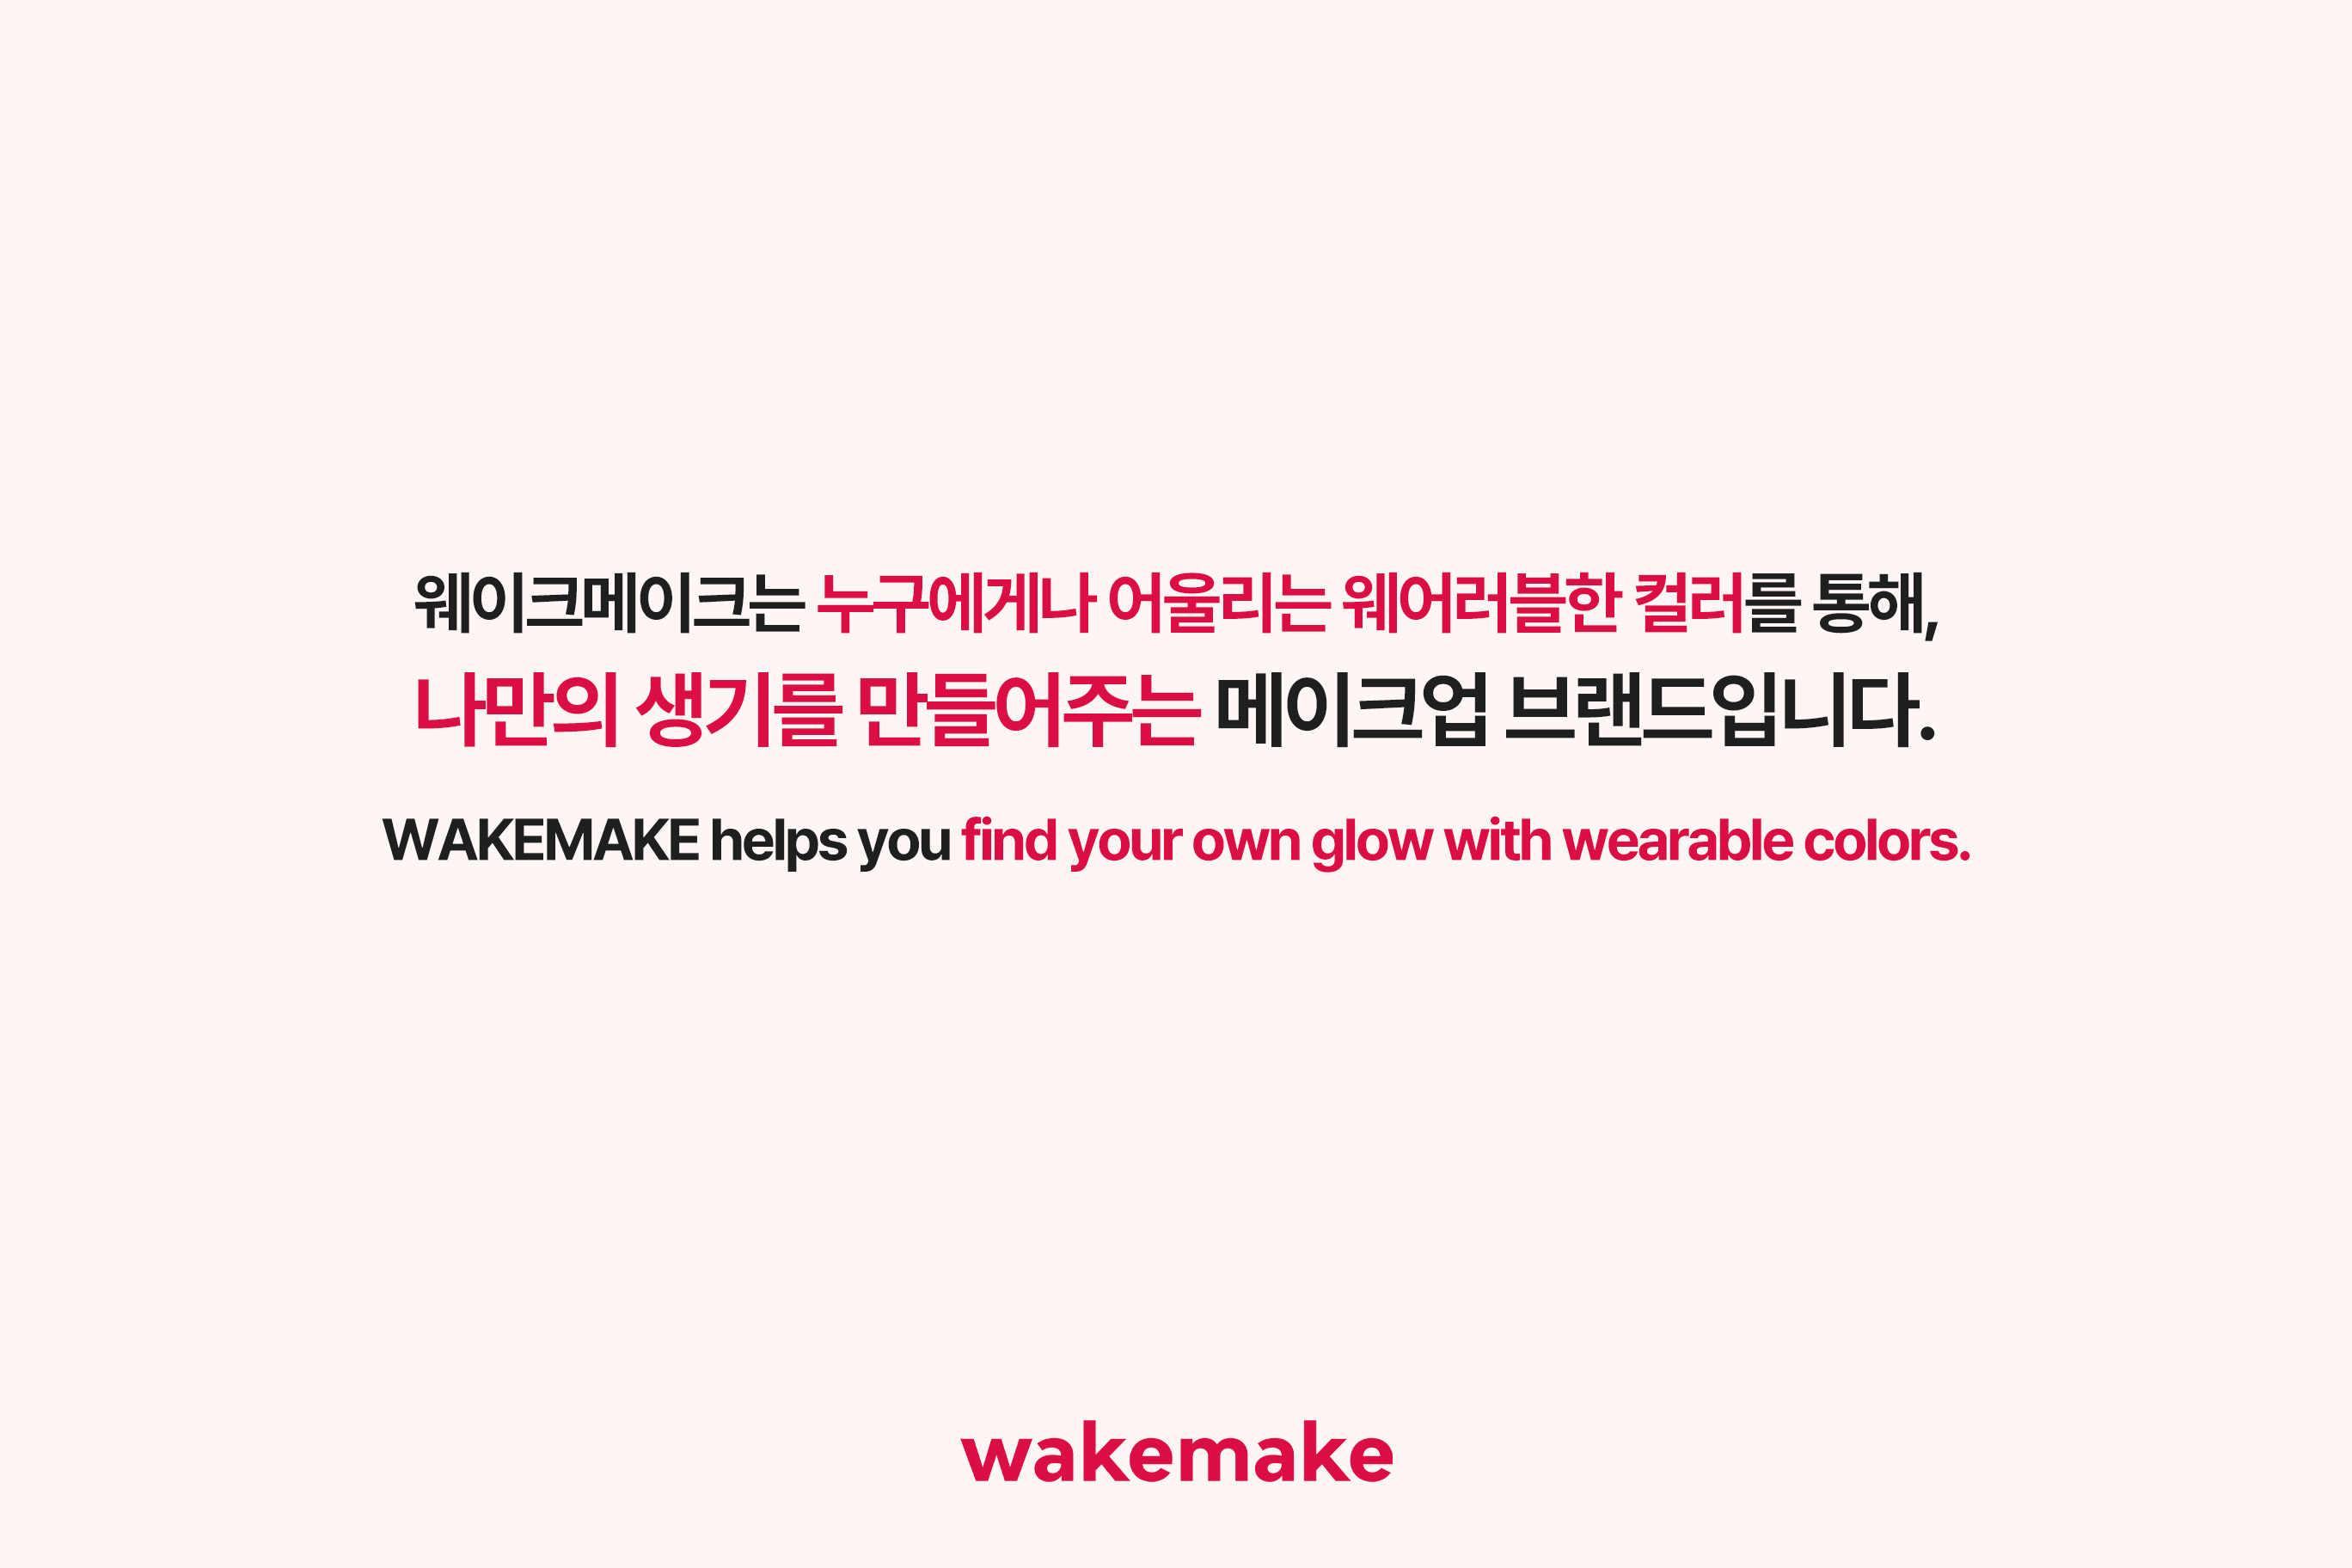 웨이크메이크는 누구에게나 어울리는 웨어러블한 컬러를 통해,
나만의 생기를 만들어주는 메이크업 브랜드입니다.
WAKEMAKE helps you find your own glow with wearable colors.
wakemake